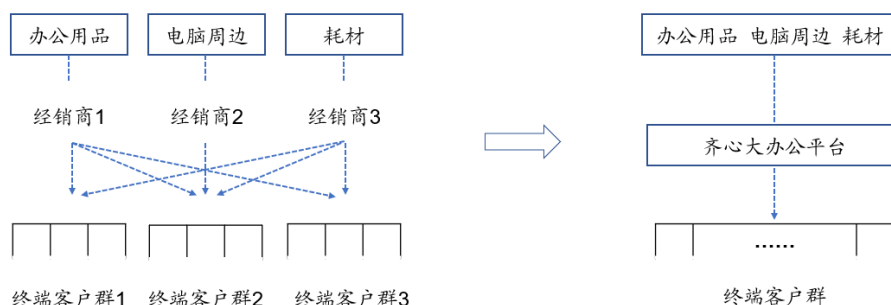 办公用品 电脑周边 耗材 办公用品 电脑周边 耗材
经销商1 经销商2 经销商3
齐心大办公平台
......
终端客户群1 终端客户群2 终端客户群3 终端客户群